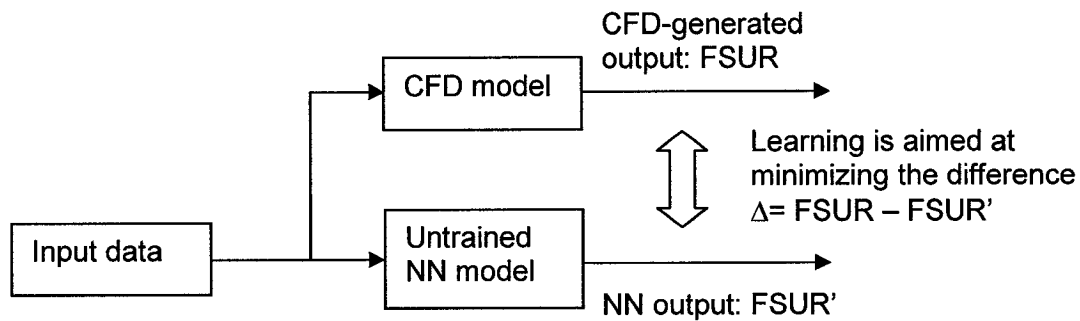 CFD-generated
output: FSUR
CFD model
Learning is aimed at
minimizing the difference
Δ= FSUR – FSUR’
Input data
Untrained
NN model
NN output: FSUR’